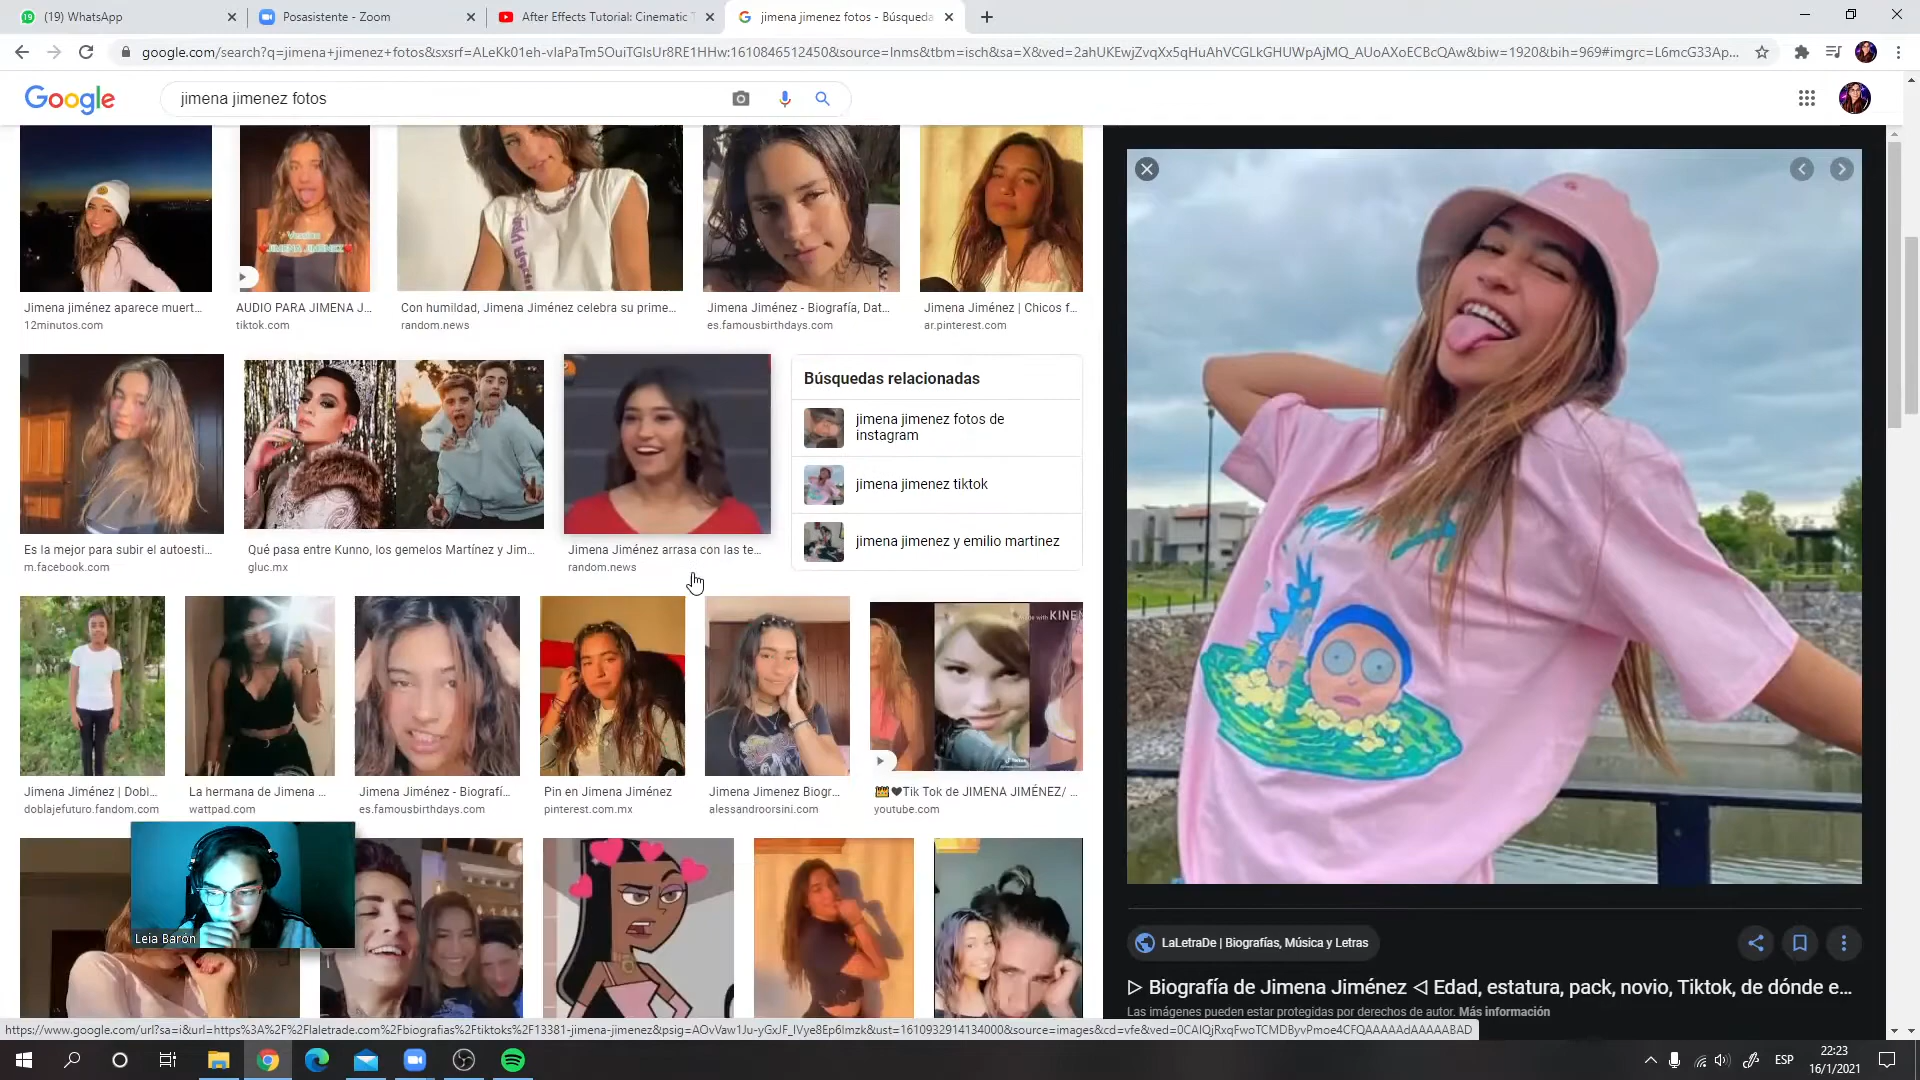 (19) WhatsApp
Posasistente - Zoom
After Effects Tutorial: Cinematic T
jimena jimenez fotos - Búsqueda
google.com/search?q=jimena+jimenez+fotos&sxsrf=ALeKk01eh-vlaPaTm5OuiTGlsUr8RE1HHw:1610846512450&source=lnms&tbm=isch&sa=X&ved=2ahUKEwjZvqXx5qHuAhVCGLkGHUWpAjMQ_AUoAXoECBcQAw&biw=1920&bih=969#imgrc=L6mcG33Ap...
Google
jimena jimenez fotos
Version
JIMENA JIMENEZ
Jimena jiménez aparece muert...
12minutos.com
AUDIO PARA JIMENA J...
tiktok.com
Con humildad, Jimena Jiménez celebra su prime...
random.news
Jimena Jiménez - Biografía, Dat...
es.famousbirthdays.com
Jimena Jiménez | Chicos f...
ar.pinterest.com
Búsquedas relacionadas
jimena jimenez fotos de
instagram
jimena jimenez tiktok
jimena jimenez y emilio martinez
Es la mejor para subir el autoesti...
m.facebook.com
Qué pasa entre Kunno, los gemelos Martínez y Jim...
gluc.mx
Jimena Jiménez arrasa con las te...
random.news
made with KINEM
Jimena Jiménez | Dobl...
doblajefuturo.fandom.com
La hermana de Jimena ...
wattpad.com
Jimena Jiménez - Biografí...
es.famousbirthdays.com
Pin en Jimena Jiménez
pinterest.com.mx
Jimena Jimenez Biogr...
alessandroorsini.com
👑❤Tik Tok de JIMENA JIMÉNEZ/ ...
youtube.com
Leia Barón
LaLetraDe | Biografías, Música y Letras
▷ Biografía de Jimena Jiménez ◁ Edad, estatura, pack, novio, Tiktok, de dónde e...
Las imágenes pueden estar protegidas por derechos de autor. Más información
https://www.google.com/url?sa=i&url=https%3A%2F%2Flaletrade.com%2Fbiografias%2Ftiktoks%2F13381-jimena-jimenez&psig=AOvVaw1Ju-yGxJF_IVye8Ep6lmzk&ust=1610932914134000&source=images&cd=vfe&ved=0CAIQjRxqFwoTCMDByvPmoe4CFQAAAAAdAAAAABAD
ESP
22:23
16/1/2021